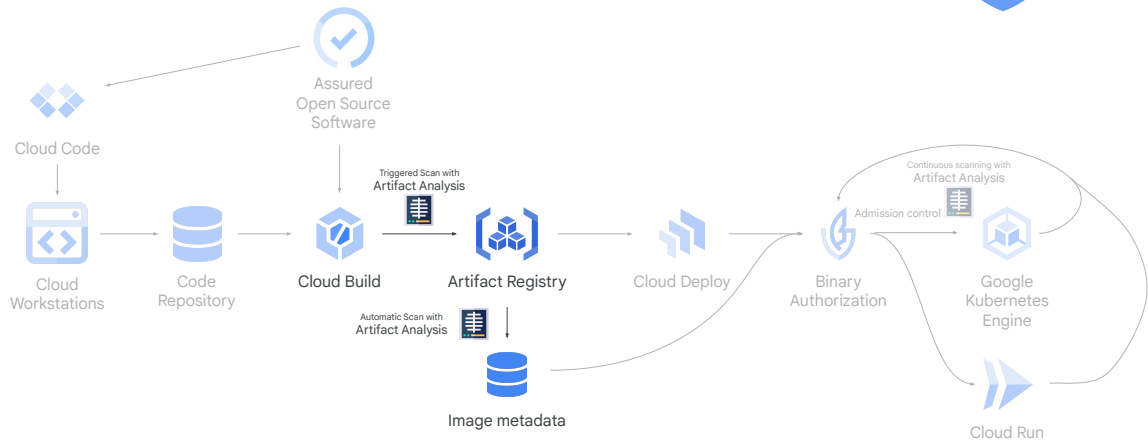 Assured
Open Source
Software
Cloud Code
Triggered Scan with
Artifact Analysis
Continuous scanning with
Artifact Analysis
Admission control
Cloud
Workstations
Code
Repository
Cloud Build
Artifact Registry
Cloud Deploy
Binary
Authorization
Google
Kubernetes
Engine
Automatic Scan with
Artifact Analysis
Image metadata
Cloud Run